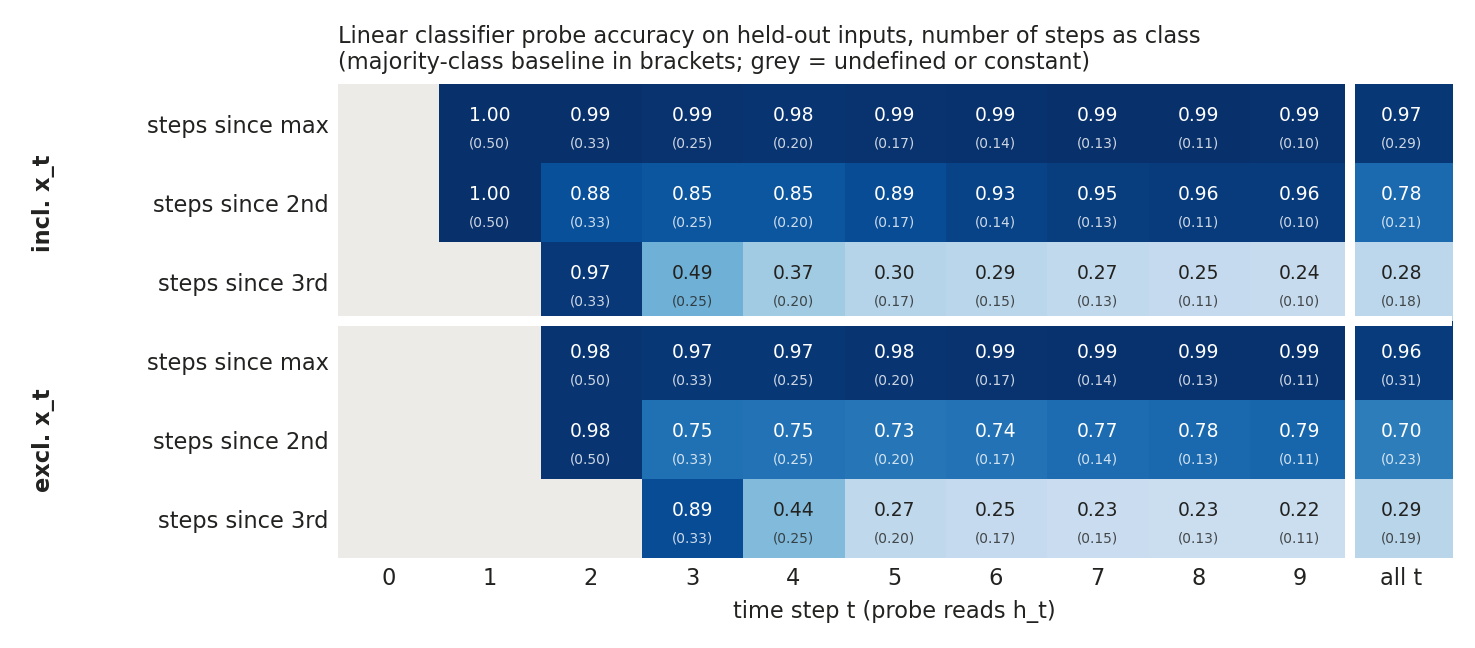 Linear classifier probe accuracy on held-out inputs, number of steps as class
(majority-class baseline in brackets; grey = undefined or constant)
incl. x_t
steps since max 1.00 0.99 0.99 0.98 0.99 0.99 0.99 0.99 0.99 0.97
(0.50) (0.33) (0.25) (0.20) (0.17) (0.14) (0.13) (0.11) (0.10) (0.29)
steps since 2nd 1.00 0.88 0.85 0.85 0.89 0.93 0.95 0.96 0.96 0.78
(0.50) (0.33) (0.25) (0.20) (0.17) (0.14) (0.13) (0.11) (0.10) (0.21)
steps since 3rd 0.97 0.49 0.37 0.30 0.29 0.27 0.25 0.24 0.28
(0.33) (0.25) (0.20) (0.17) (0.15) (0.13) (0.11) (0.10) (0.18)
excl. x_t
steps since max 0.98 0.97 0.97 0.98 0.99 0.99 0.99 0.99 0.96
(0.50) (0.33) (0.25) (0.20) (0.17) (0.14) (0.13) (0.11) (0.31)
steps since 2nd 0.98 0.75 0.75 0.73 0.74 0.77 0.78 0.79 0.70
(0.50) (0.33) (0.25) (0.20) (0.17) (0.14) (0.13) (0.11) (0.23)
steps since 3rd 0.89 0.44 0.27 0.25 0.23 0.23 0.22 0.29
(0.33) (0.25) (0.20) (0.17) (0.15) (0.13) (0.11) (0.19)
0 1 2 3 4 5 6 7 8 9 all t
time step t (probe reads h_t)